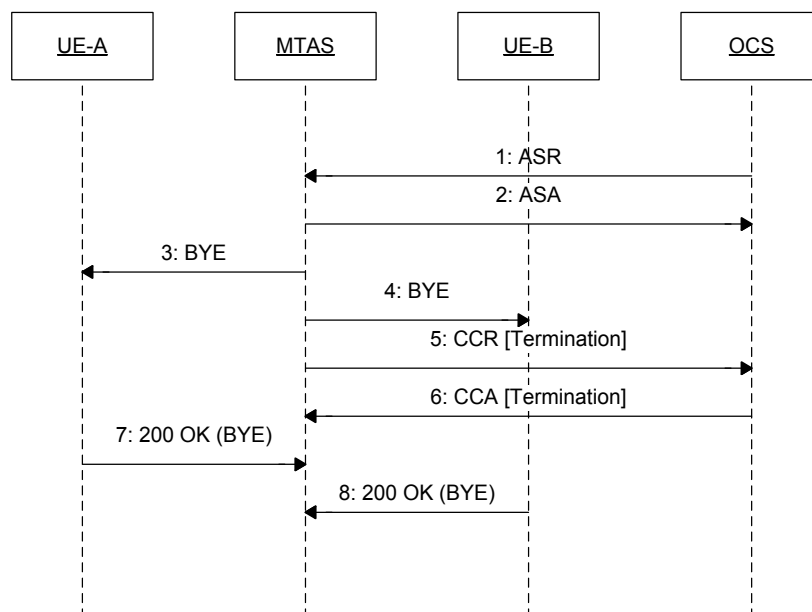 UE-A
MTAS
UE-B
OCS
1: ASR
2: ASA
3: BYE
4: BYE
5: CCR [Termination]
6: CCA [Termination]
7: 200 OK (BYE)
8: 200 OK (BYE)